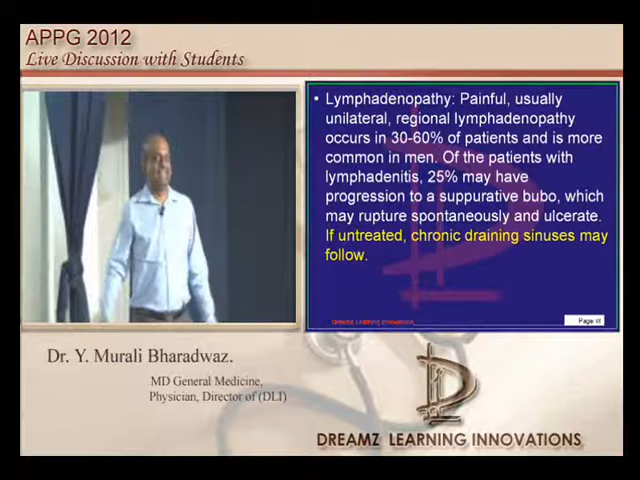 APPG 2012
Live Discussion with Students
• Lymphadenopathy: Painful, usually
unilateral, regional lymphadenopathy
occurs in 30-60% of patients and is more
common in men. Of the patients with
lymphadenitis, 25% may have
progression to a suppurative bubo, which
may rupture spontaneously and ulcerate.
If untreated, chronic draining sinuses may
follow.
Dreamz Learning Innovations
Dr. Y. Murali Bharadwaz.
MD General Medicine,
Physician, Director of (DLI)
DREAMZ LEARNING INNOVATIONS